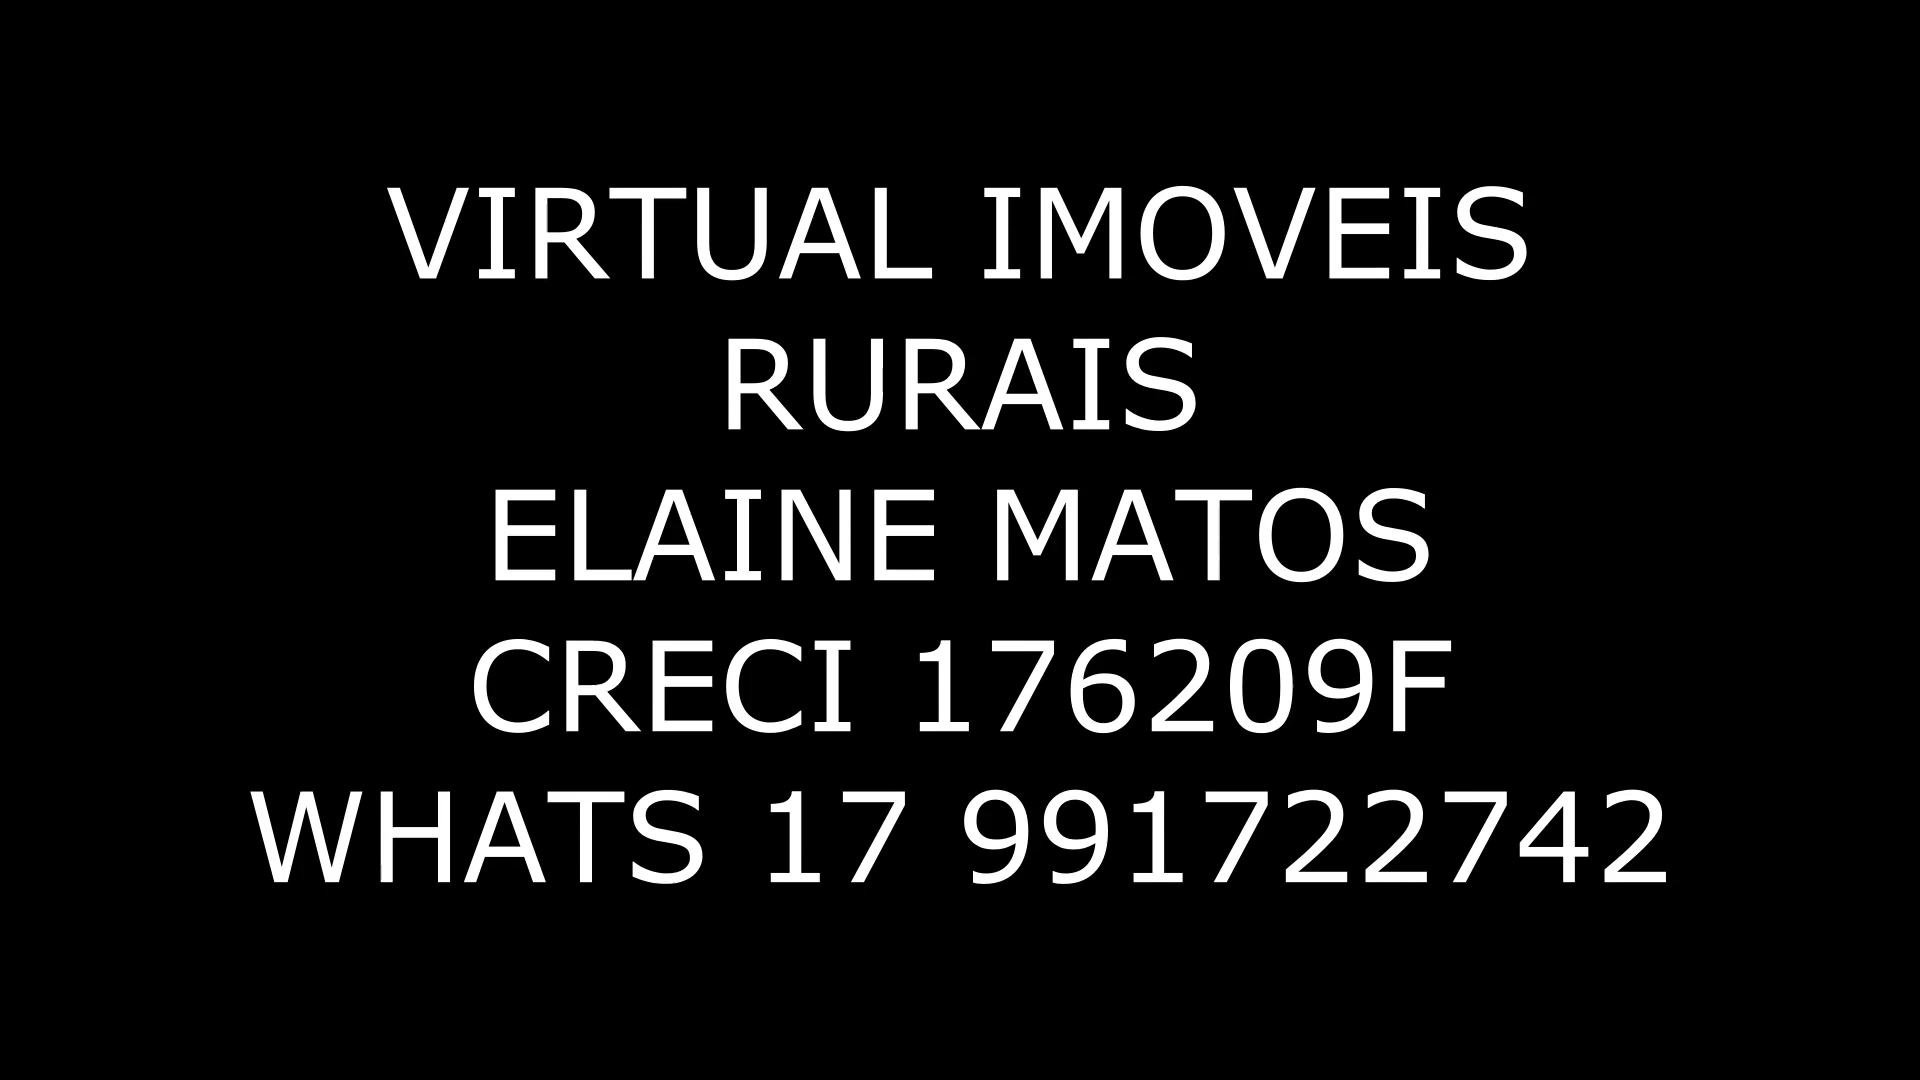 VIRTUAL IMOVEIS
RURAIS
ELAINE MATOS
CRECI 176209F
WHATS 17 991722742